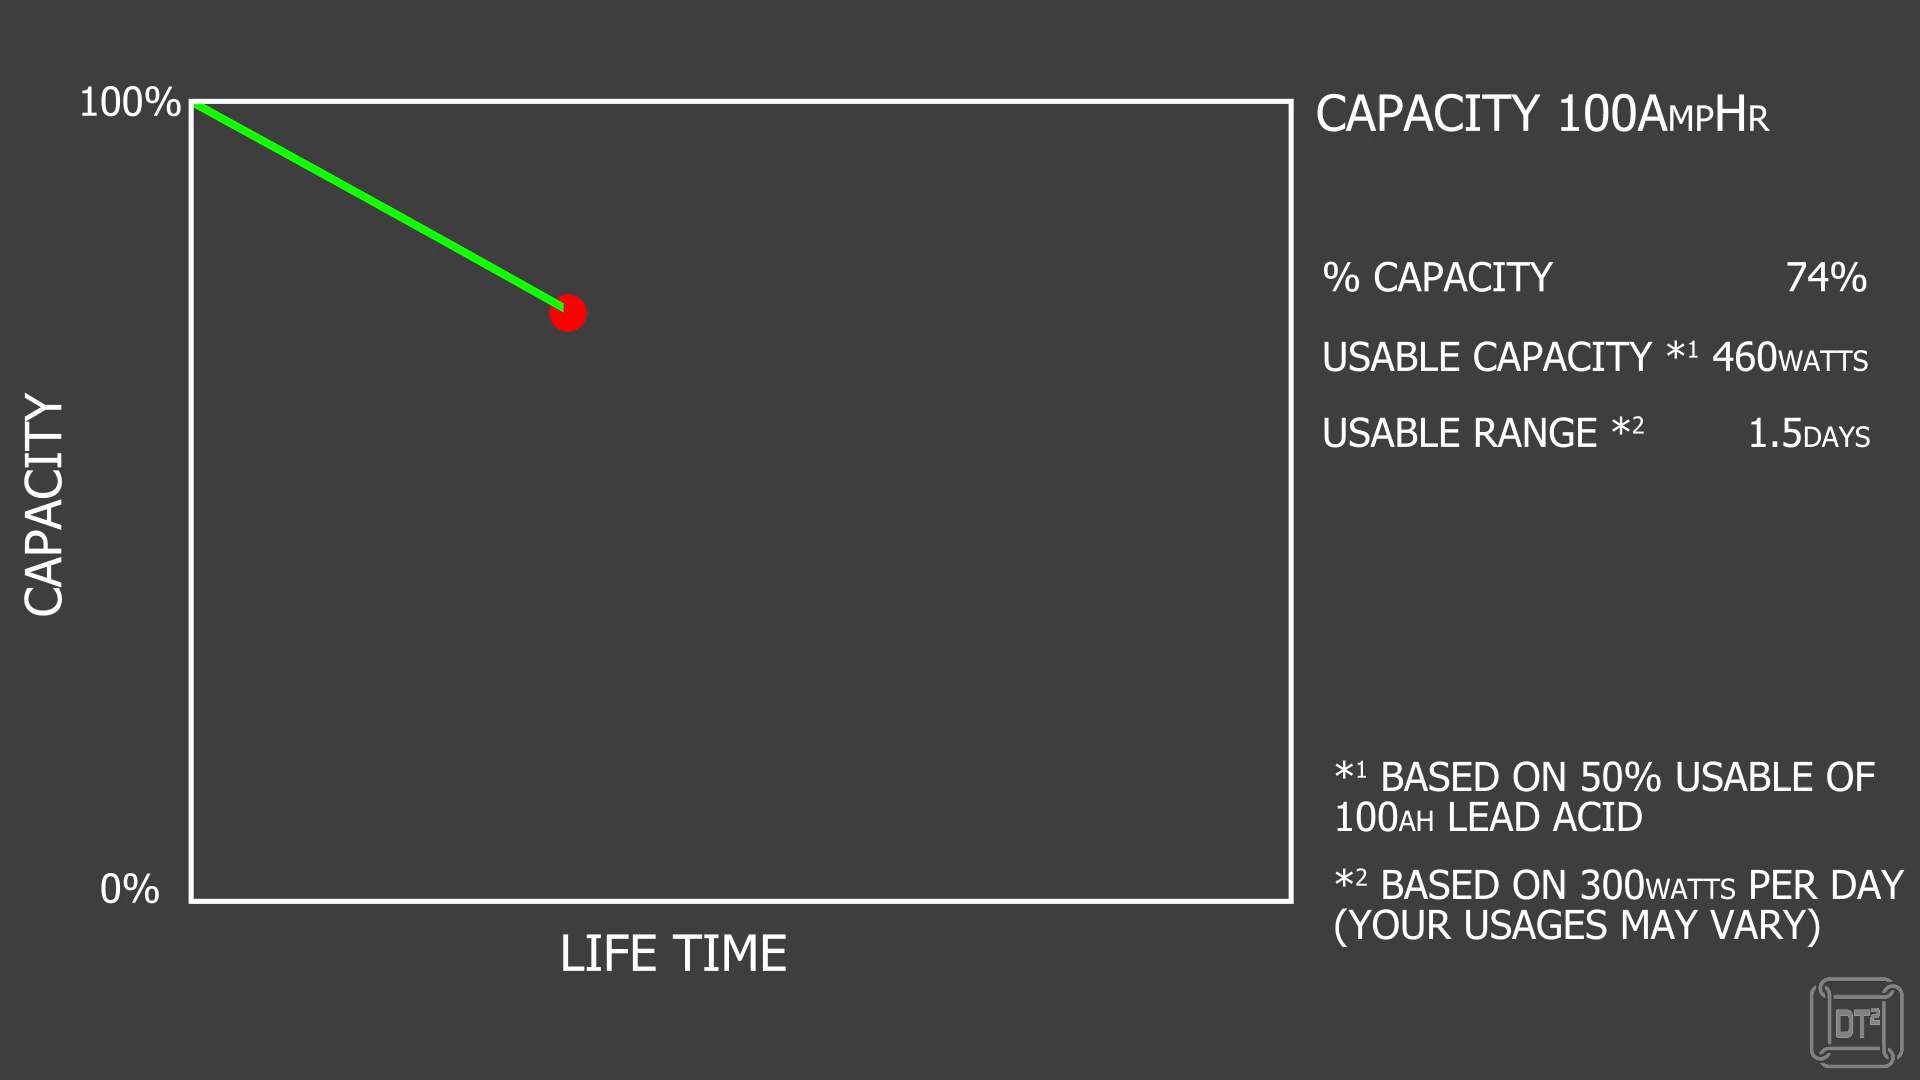 100%
CAPACITY 100AMPHR
% CAPACITY 74%
USABLE CAPACITY *1 460WATTS
USABLE RANGE *2 1.5DAYS
CAPACITY
*1 BASED ON 50% USABLE OF
100AH LEAD ACID
*2 BASED ON 300WATTS PER DAY
(YOUR USAGES MAY VARY)
0%
LIFE TIME
DT2